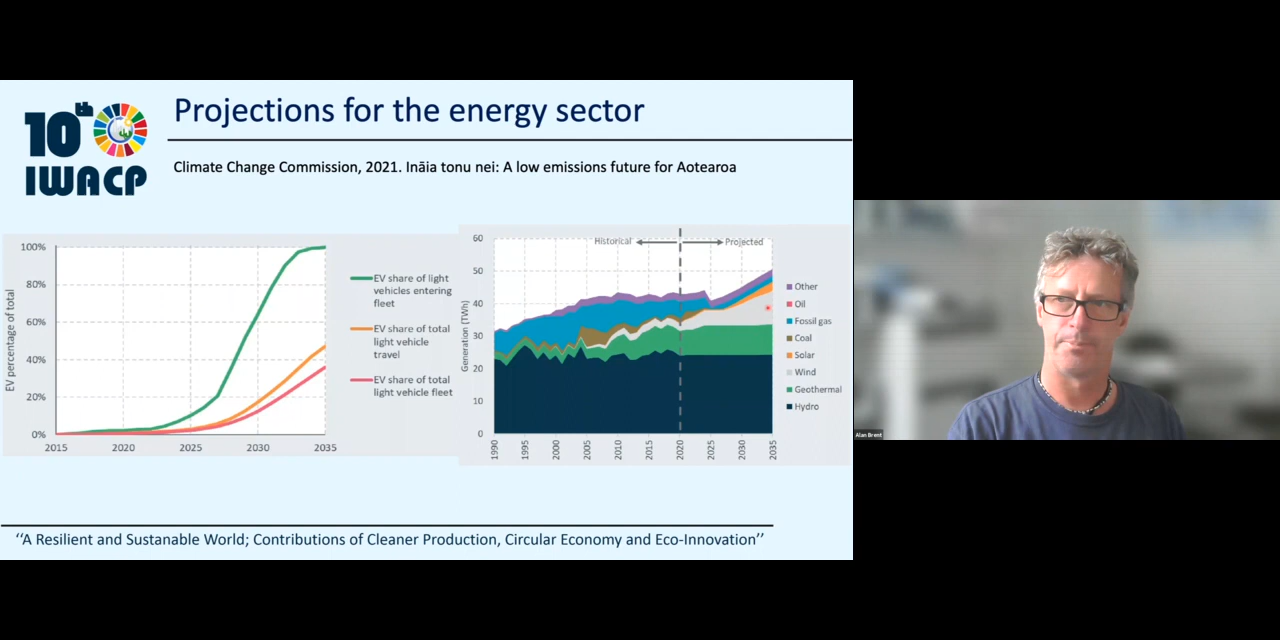 10th
IWACP
Projections for the energy sector
Climate Change Commission, 2021. Ināia tonu nei: A low emissions future for Aotearoa
EV percentage of total
100%
80%
60%
40%
20%
0%
2015
2020
2025
2030
2035
EV share of light
vehicles entering
fleet
EV share of total
light vehicle
travel
EV share of total
light vehicle fleet
Generation (TWh)
60
50
40
30
20
10
0
Historical
Projected
1990
1995
2000
2005
2010
2015
2020
2025
2030
2035
Other
Oil
Fossil gas
Coal
Solar
Wind
Geothermal
Hydro
‘‘A Resilient and Sustanable World; Contributions of Cleaner Production, Circular Economy and Eco-Innovation’’
Alan Brent